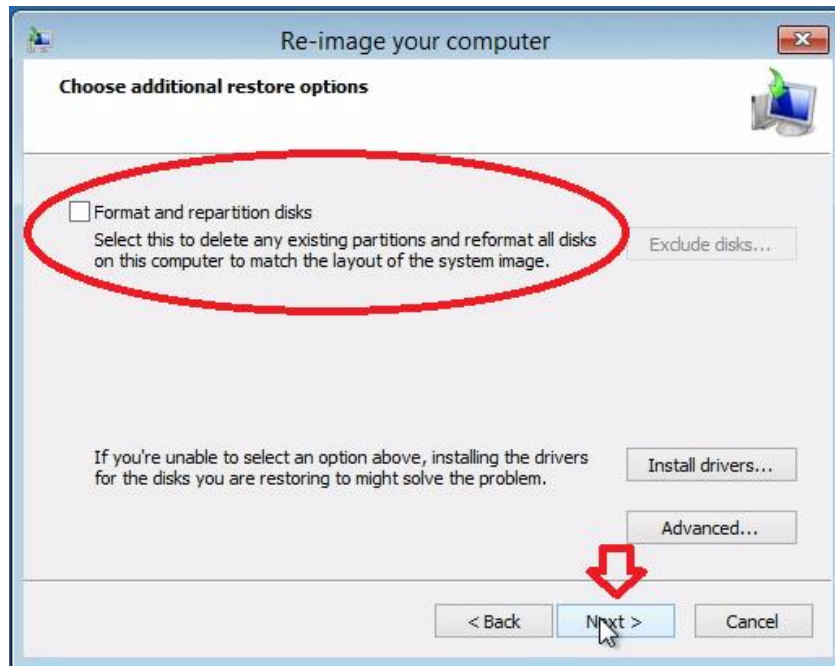 Re-image your computer
Choose additional restore options
Format and repartition disks
Select this to delete any existing partitions and reformat all disks
on this computer to match the layout of the system image.
Exclude disks...
If you're unable to select an option above, installing the drivers
for the disks you are restoring to might solve the problem.
Install drivers...
Advanced...
< Back Next > Cancel